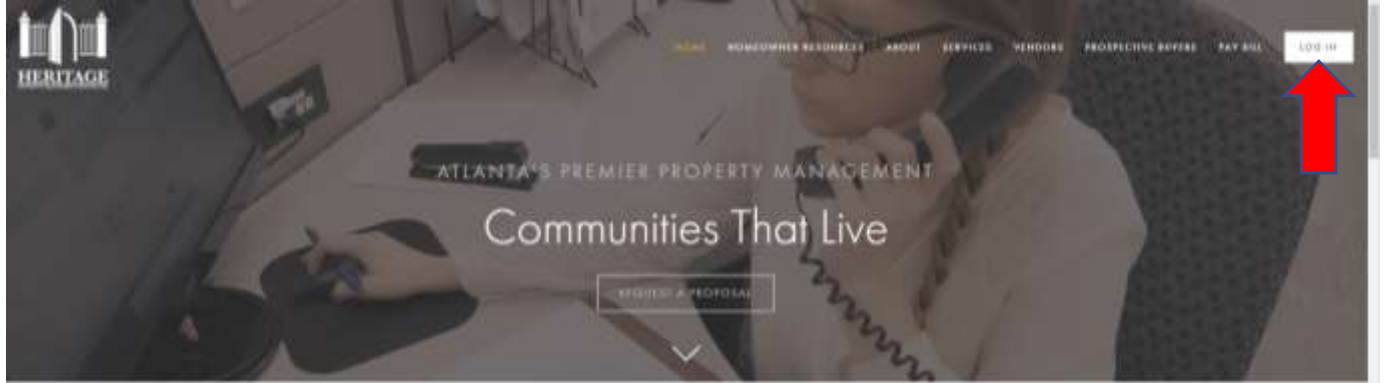 HERITAGE
HOME HOMEOWNER RESOURCES ABOUT SERVICES VENDORS PROSPECTIVE BUYERS PAY BILL LOG IN
ATLANTA'S PREMIER PROPERTY MANAGEMENT
Communities That Live
REQUEST A PROPOSAL